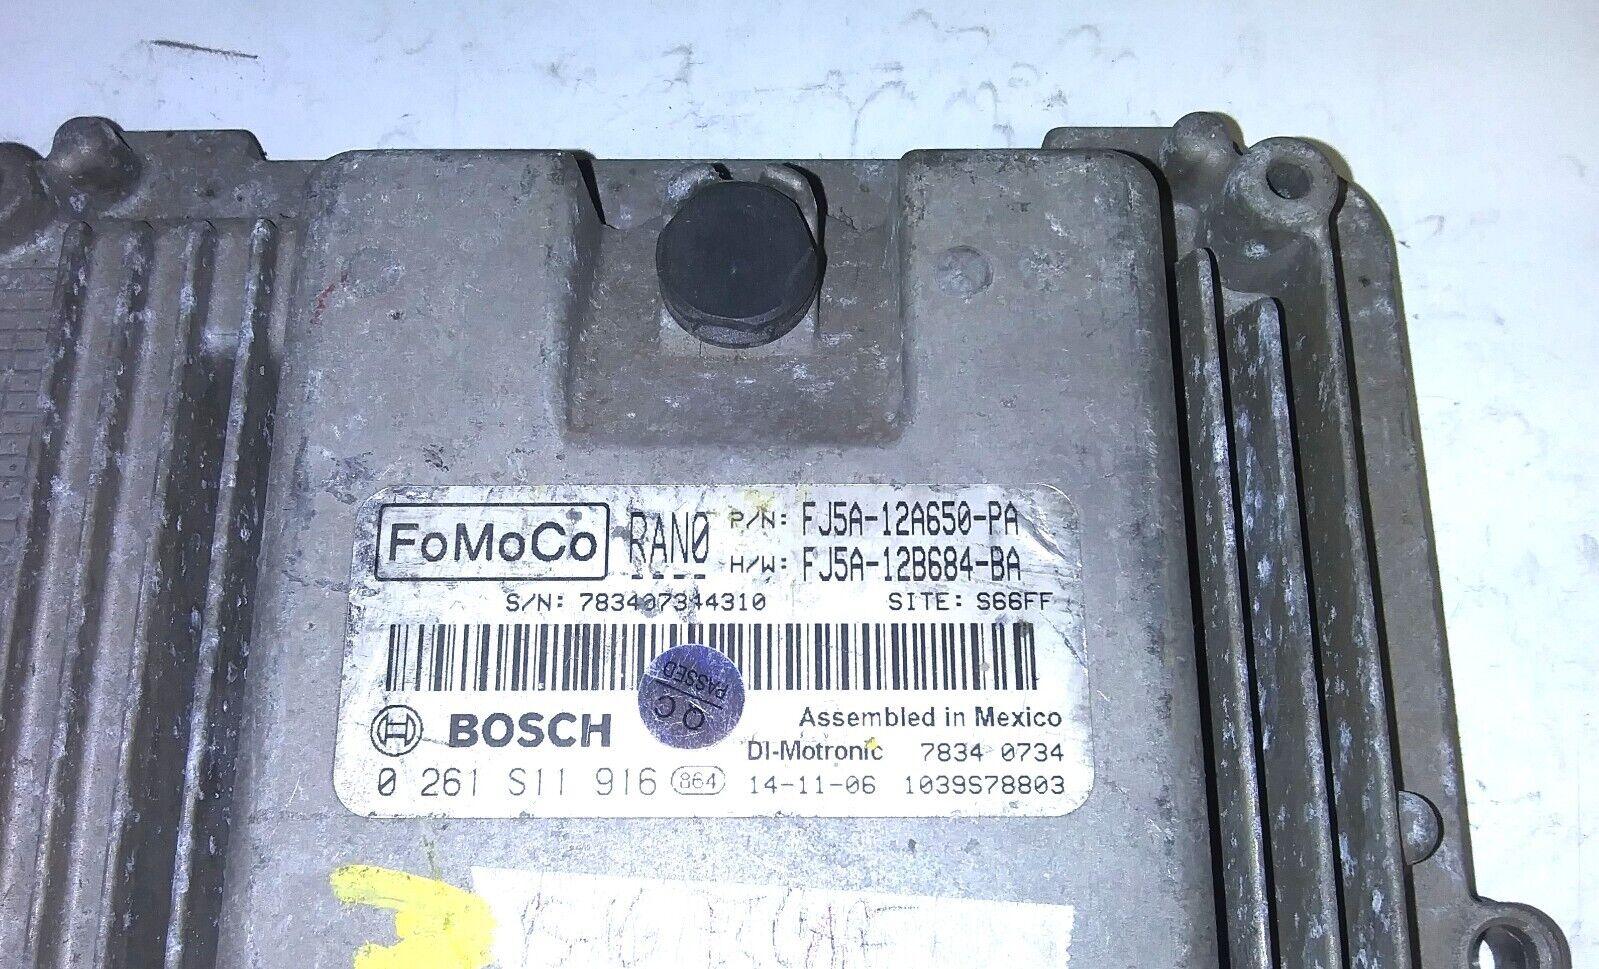 FoMoCo RAN0 P/N: FJ5A-12A650-PA
H/W: FJ5A-12B684-BA
S/N: 783407344310 SITE: S66FF
QC PASSED
BOSCH Assembled in Mexico
DI-Motronic 7834 0734
0 261 S11 916 864 14-11-06 1039S78803